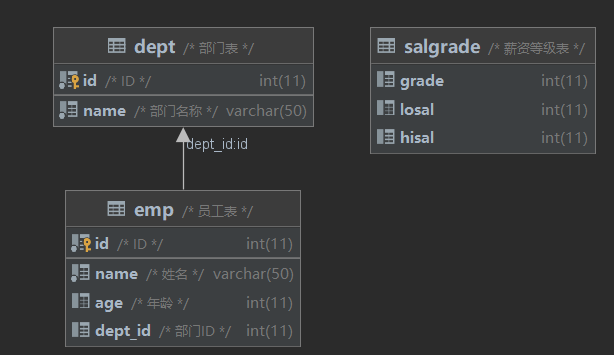 dept /* 部门表 */
id /* ID */ int(11)
name /* 部门名称 */ varchar(50)
salgrade /* 薪资等级表 */
grade int(11)
losal int(11)
hisal int(11)
dept_id:id
emp /* 员工表 */
id /* ID */ int(11)
name /* 姓名 */ varchar(50)
age /* 年龄 */ int(11)
dept_id /* 部门ID */ int(11)